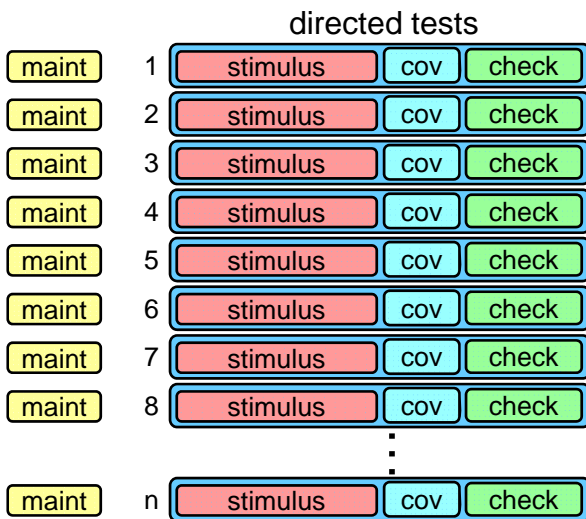 directed tests
maint 1 stimulus cov check
maint 2 stimulus cov check
maint 3 stimulus cov check
maint 4 stimulus cov check
maint 5 stimulus cov check
maint 6 stimulus cov check
maint 7 stimulus cov check
maint 8 stimulus cov check
maint n stimulus cov check